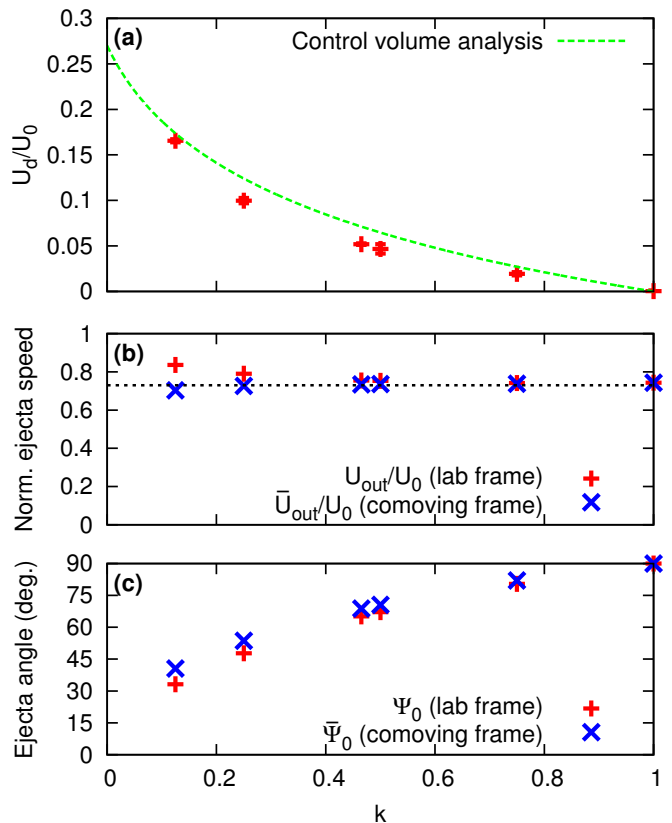 (a)
Control volume analysis
0.3
0.25
0.2
0.15
0.1
0.05
0
U_d/U_0
(b)
1
0.8
0.6
0.4
0.2
0
Norm. ejecta speed
U_out/U_0 (lab frame)
Ū_out/U_0 (comoving frame)
(c)
90
75
60
45
30
15
0
Ejecta angle (deg.)
Ψ_0 (lab frame)
Ψ̄_0 (comoving frame)
0 0.2 0.4 0.6 0.8 1
k